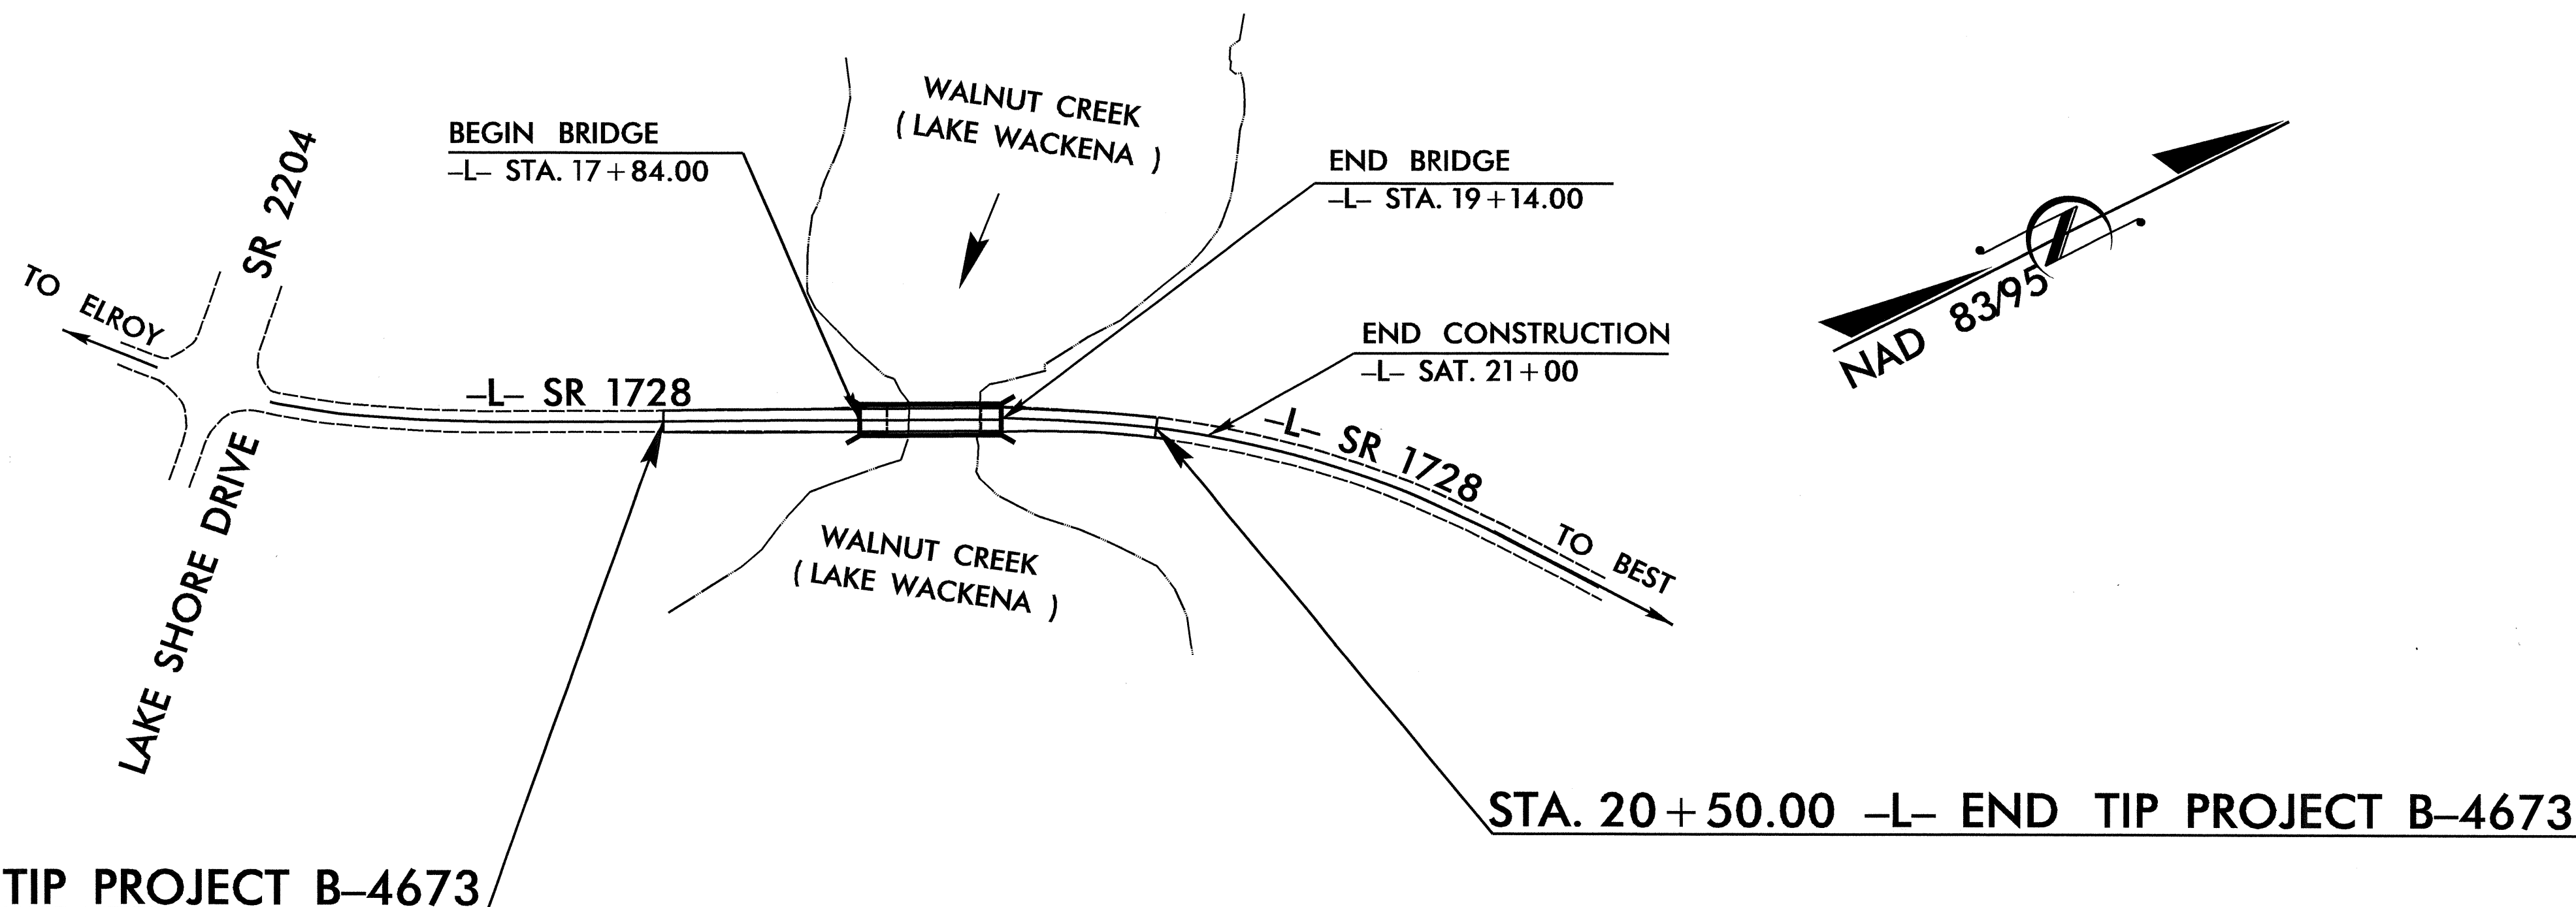 WALNUT CREEK
( LAKE WACKENA )
BEGIN BRIDGE
–L– STA. 17+84.00
END BRIDGE
–L– STA. 19+14.00
SR 2204
TO ELROY
NAD 83/95
END CONSTRUCTION
–L– SAT. 21+00
–L– SR 1728
–L– SR 1728
LAKE SHORE DRIVE
WALNUT CREEK
( LAKE WACKENA )
TO BEST
STA. 20+50.00 –L– END TIP PROJECT B–4673
TIP PROJECT B–4673